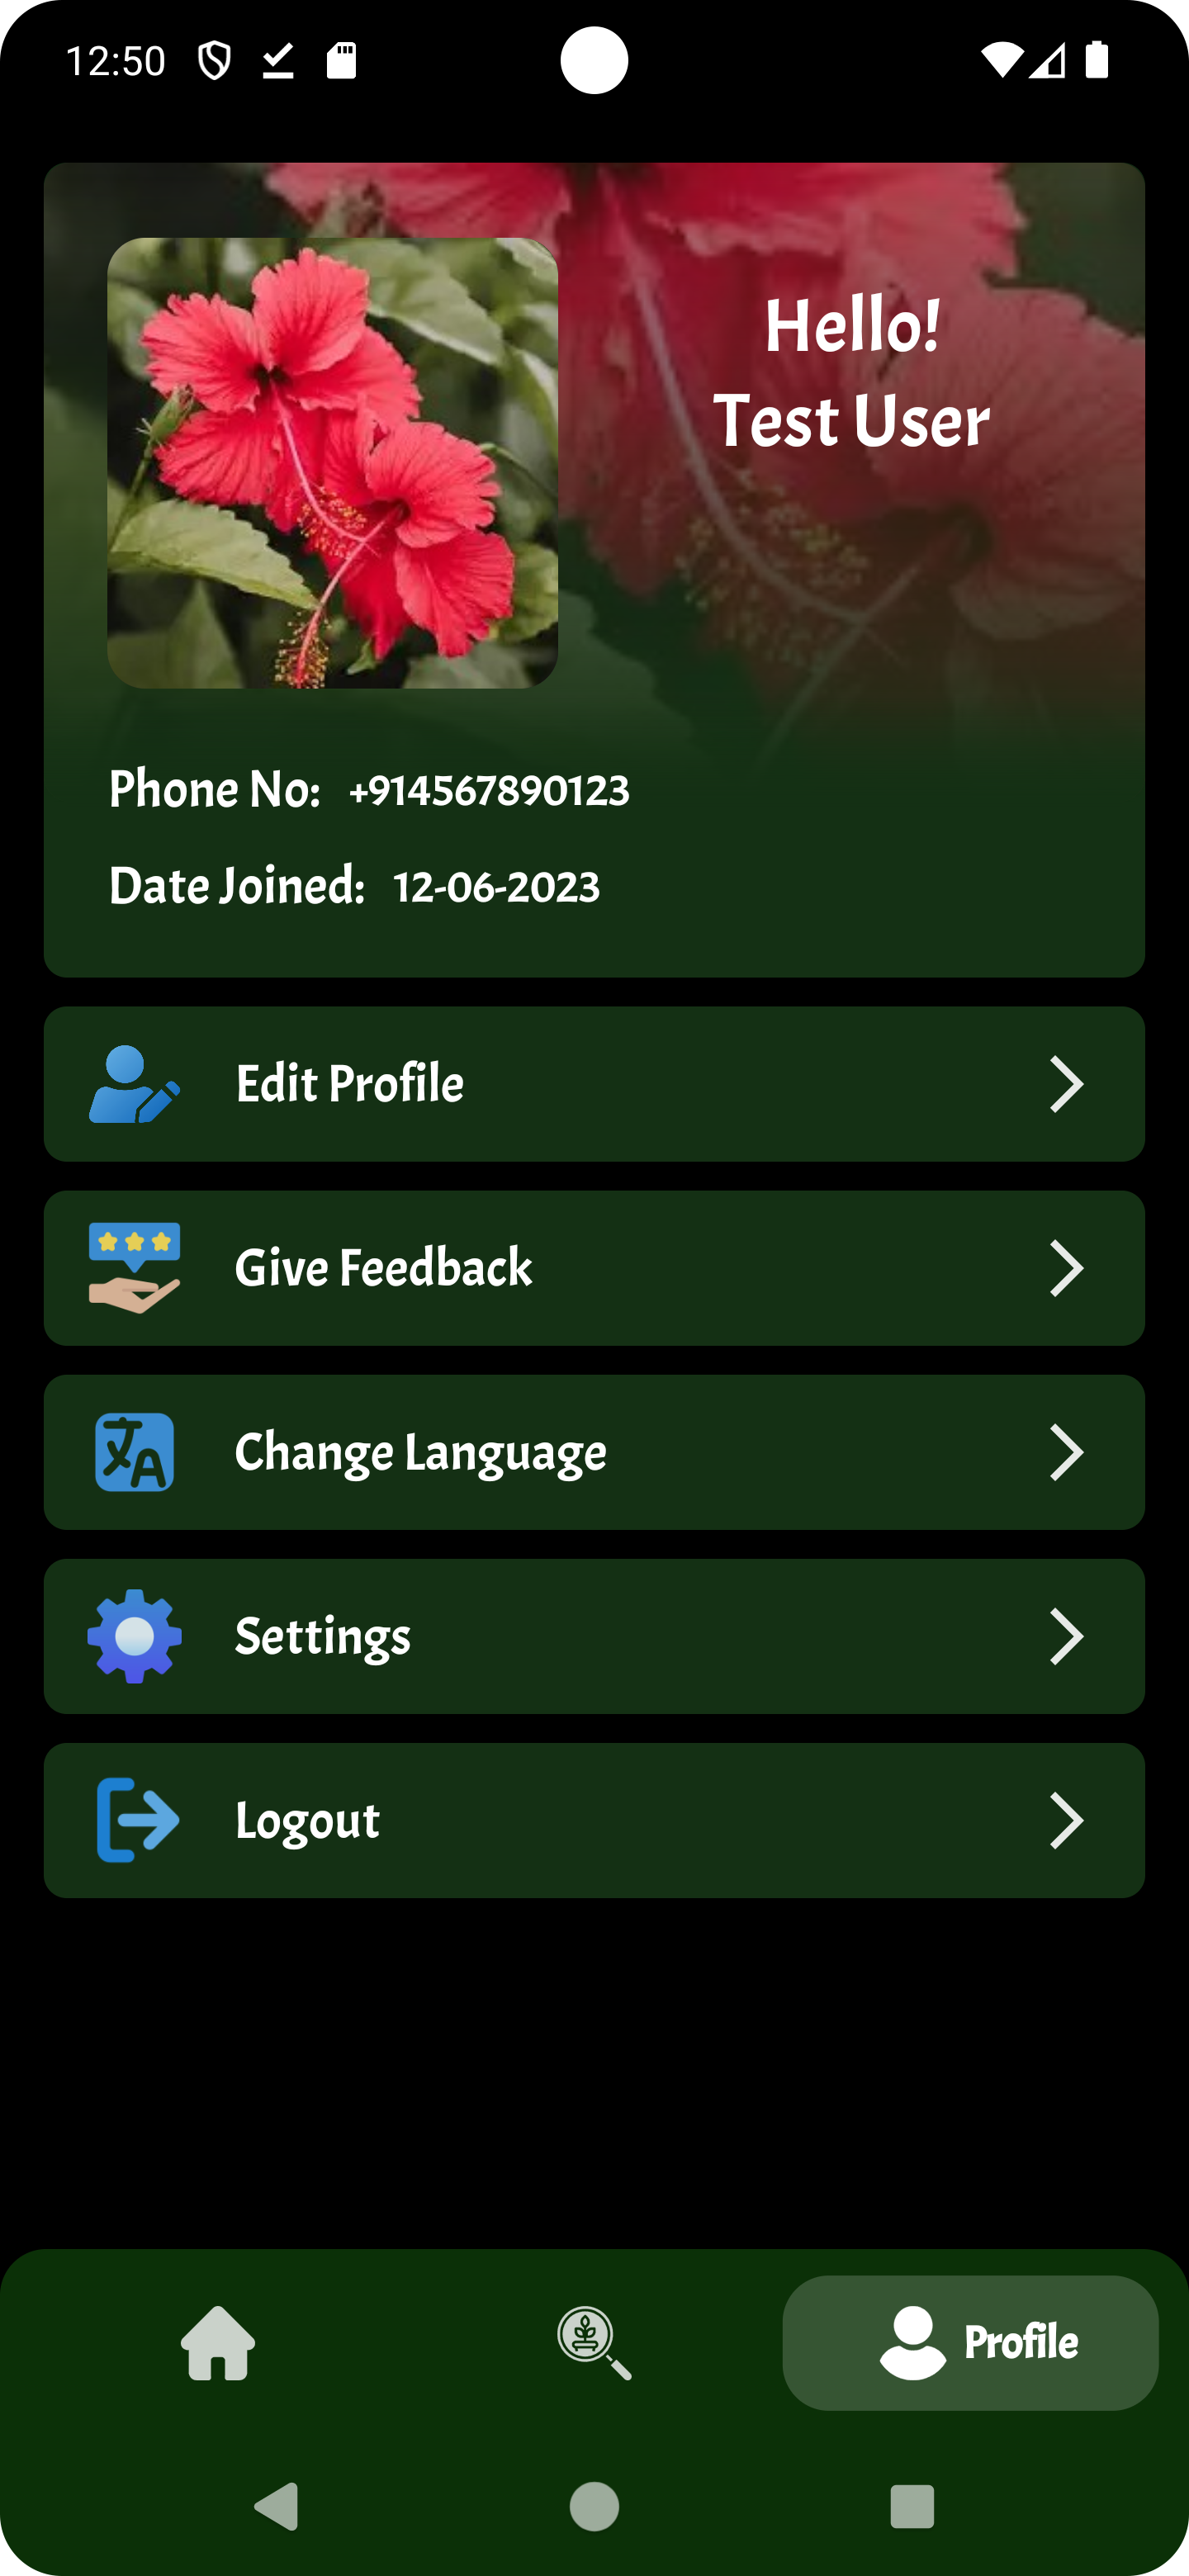 12:50
Hello!
Test User
Phone No: +914567890123
Date Joined: 12-06-2023
Edit Profile
Give Feedback
Change Language
Settings
Logout
Profile